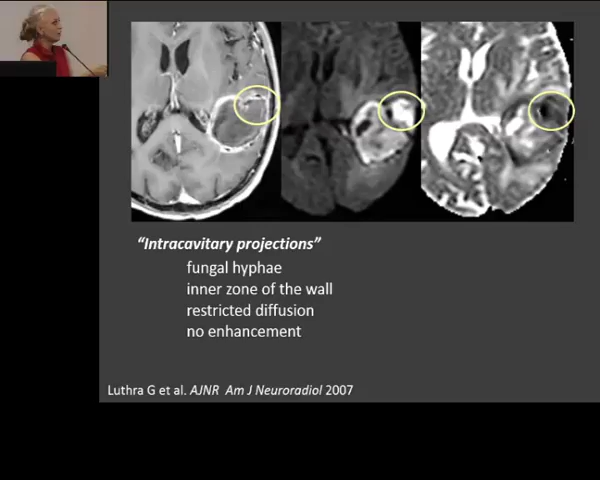 “Intracavitary projections”
fungal hyphae
inner zone of the wall
restricted diffusion
no enhancement
Luthra G et al. AJNR Am J Neuroradiol 2007